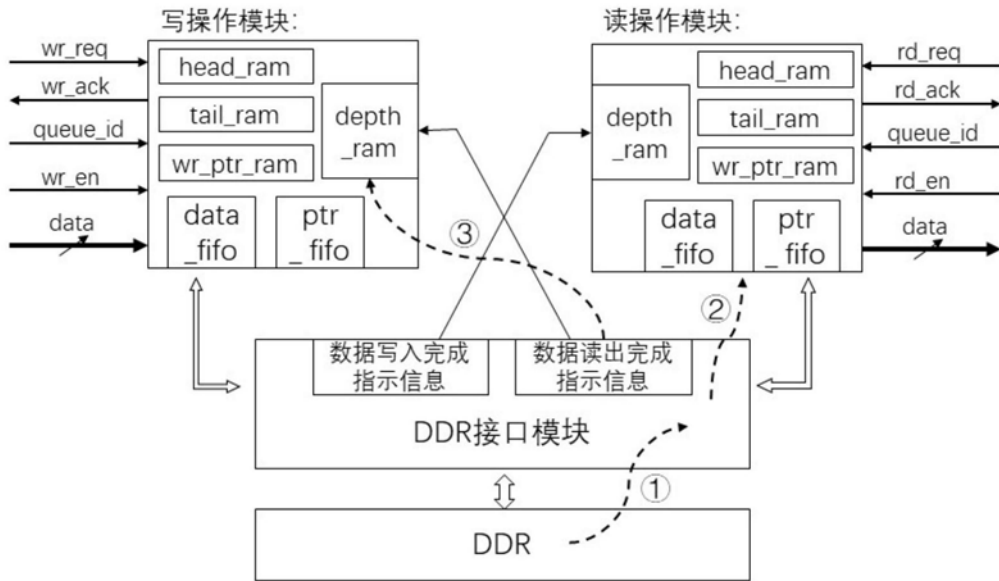 写操作模块：
读操作模块：
wr_req
wr_ack
queue_id
wr_en
data
head_ram
tail_ram
wr_ptr_ram
depth
_ram
data
_fifo
ptr
_ fifo
depth
_ram
head_ram
tail_ram
wr_ptr_ram
data
_fifo
ptr
_ fifo
rd_req
rd_ack
queue_id
rd_en
data
③
②
数据写入完成
指示信息
数据读出完成
指示信息
DDR接口模块
①
DDR